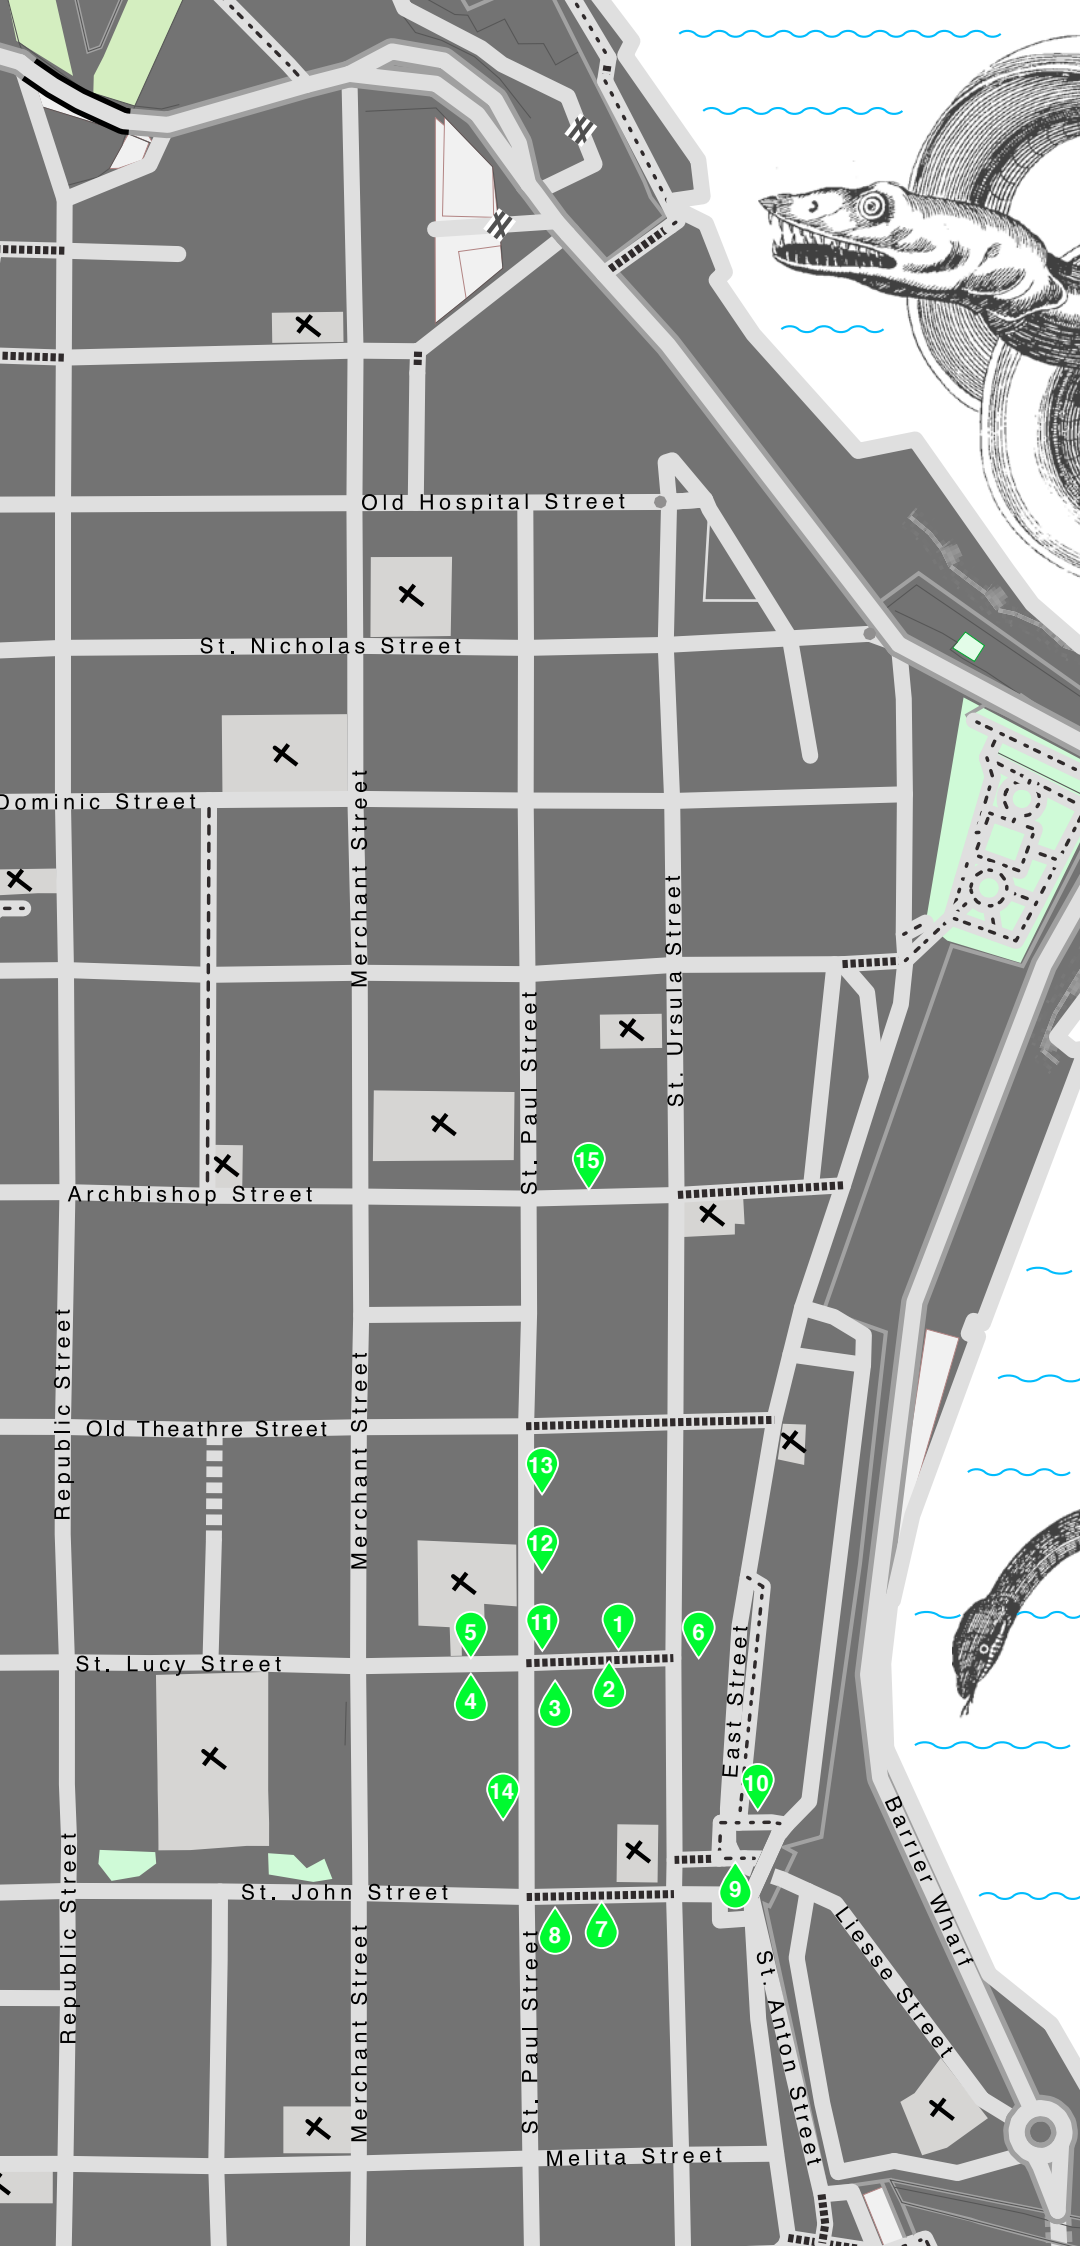 Old Hospital Street
St. Nicholas Street
Dominic Street
Merchant Street
St. Ursula Street
St. Paul Street
15
Archbishop Street
Republic Street
Merchant Street
Old Theathre Street
13
12
5
11
1
6
St. Lucy Street
4
3
2
East Street
14
10
Barrier Wharf
Republic Street
St. John Street
9
8
7
Merchant Street
St. Paul Street
St. Anton Street
Liesse Street
Melita Street